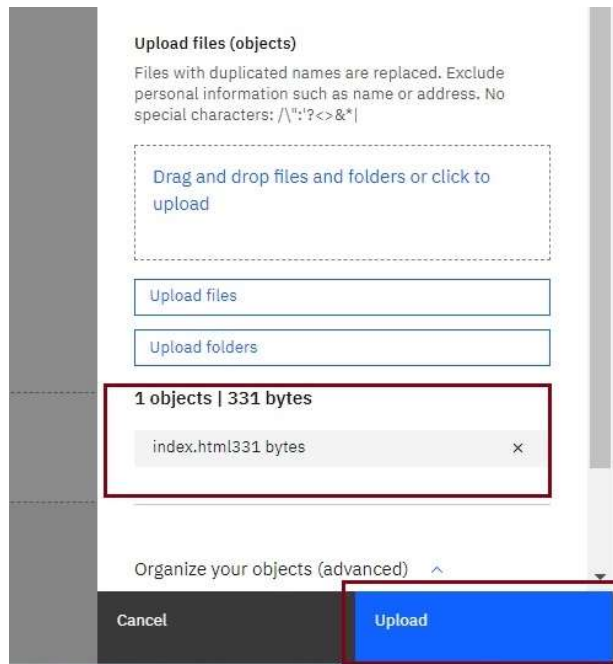 Upload files (objects)
Files with duplicated names are replaced. Exclude
personal information such as name or address. No
special characters: /\":'?<>&*|
Drag and drop files and folders or click to
upload
Upload files
Upload folders
1 objects | 331 bytes
index.html331 bytes
Organize your objects (advanced)
Cancel
Upload